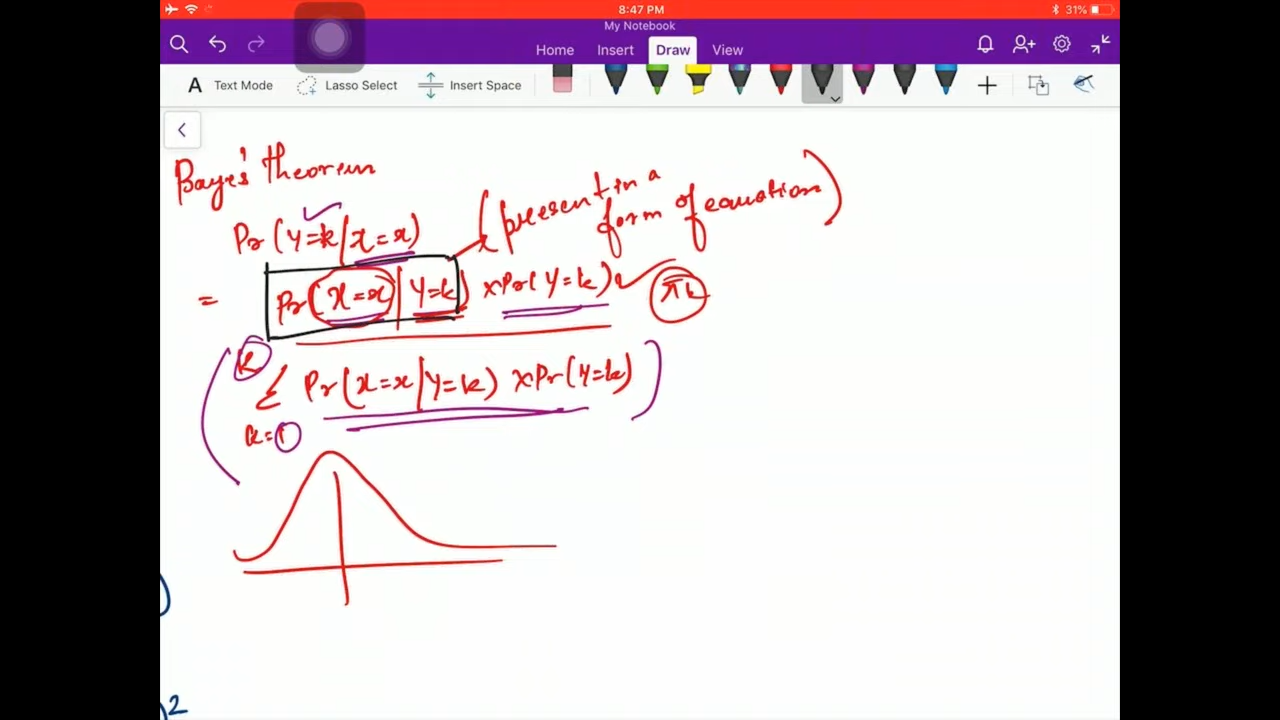 8:47 PM
31%
My Notebook
Home Insert Draw View
A Text Mode Lasso Select Insert Space
Baye's theorem
Pr(Y=k|x=x)
(present in a
form of equation)
= Pr(x=x|Y=k) x Pr(Y=k) πk
K
Σ Pr(x=x|Y=k) x Pr(Y=k)
k=1
2